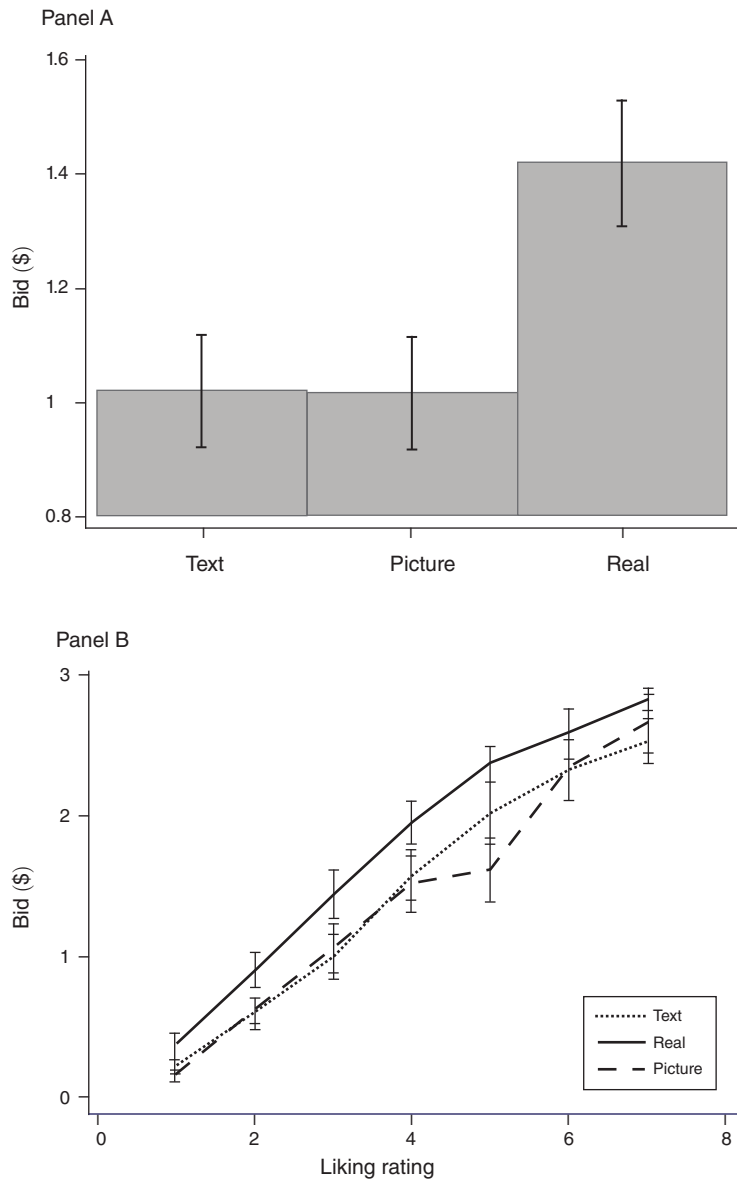 Panel A
1.6
1.4
1.2
1
0.8
Bid ($)
Text Picture Real
Panel B
3
2
1
0
Bid ($)
Text
Real
Picture
0 2 4 6 8
Liking rating